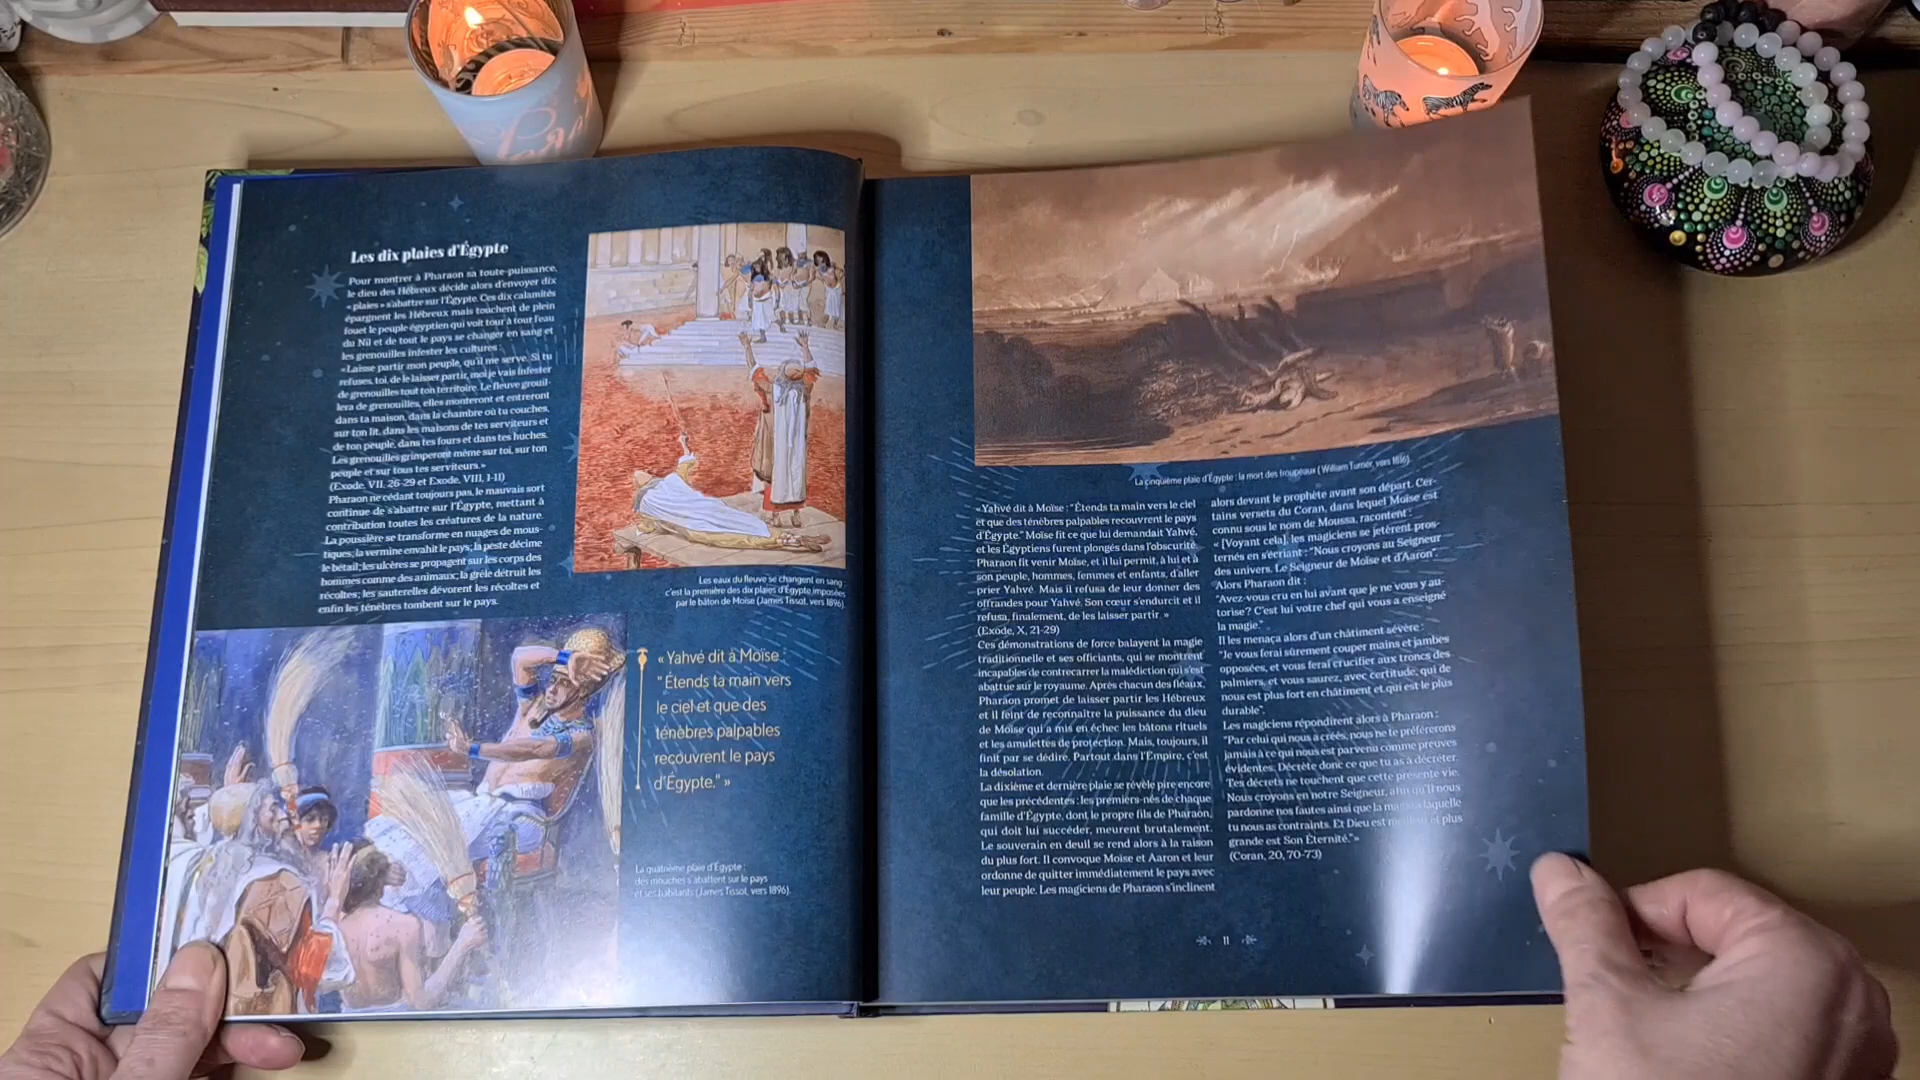 Les dix plaies d'Égypte
Pour montrer à Pharaon sa toute-puissance,
le dieu des Hébreux décide alors d'envoyer dix
« plaies » s'abattre sur l'Égypte. Ces dix calamités
épargnent les Hébreux mais touchent de plein
fouet le peuple égyptien qui voit tour à tour l'eau
du Nil et de tout le pays se changer en sang et
les grenouilles infester les cultures :
«Laisse partir mon peuple, qu'il me serve. Si tu
refuses, toi, de le laisser partir, moi je vais infester
de grenouilles tout ton territoire. Le fleuve grouil-
lera de grenouilles, elles monteront et entreront
dans ta maison, dans la chambre où tu couches,
sur ton lit, dans les maisons de tes serviteurs et
de ton peuple, dans tes fours et dans tes huches.
Les grenouilles grimperont même sur toi, sur ton
peuple et sur tous tes serviteurs.»
(Exode, VII, 26-29 et Exode, VIII, 1-11)
Pharaon ne cédant toujours pas, le mauvais sort
continue de s'abattre sur l'Égypte, mettant à
contribution toutes les créatures de la nature.
La poussière se transforme en nuages de mous-
tiques; la vermine envahit le pays; la peste décime
le bétail; les ulcères se propagent sur les corps des
hommes comme des animaux; la grêle détruit les
récoltes; les sauterelles dévorent les récoltes et
enfin les ténèbres tombent sur le pays.
Les eaux du fleuve se changent en sang :
c'est la première des dix plaies d'Égypte imposées
par le bâton de Moïse (James Tissot, vers 1896).
« Yahvé dit à Moïse :
"Étends ta main vers
le ciel et que des
ténèbres palpables
recouvrent le pays
d'Égypte." »
La quatrième plaie d'Égypte :
des mouches s'abattent sur le pays
et ses habitants (James Tissot, vers 1896).
La cinquième plaie d'Égypte : la mort des troupeaux (William Turner, vers 1816).
«Yahvé dit à Moïse : "Étends ta main vers le ciel
et que des ténèbres palpables recouvrent le pays
d'Égypte." Moïse fit ce que lui demandait Yahvé,
et les Égyptiens furent plongés dans l'obscurité.
Pharaon fit venir Moïse, et il lui permit, à lui et à
son peuple, hommes, femmes et enfants, d'aller
prier Yahvé. Mais il refusa de leur donner des
offrandes pour Yahvé. Son cœur s'endurcit et il
refusa, finalement, de les laisser partir. »
(Exode, X, 21-29)
Ces démonstrations de force balayent la magie
traditionnelle et ses officiants, qui se montrent
incapables de contrecarrer la malédiction qui s'est
abattue sur le royaume. Après chacun des fléaux,
Pharaon promet de laisser partir les Hébreux
et il feint de reconnaître la puissance du dieu
de Moïse qui a mis en échec les bâtons rituels
et les amulettes de protection. Mais, toujours, il
finit par se dédire. Partout dans l'Empire, c'est
la désolation.
La dixième et dernière plaie se révèle pire encore
que les précédentes : les premiers-nés de chaque
famille d'Égypte, dont le propre fils de Pharaon,
qui doit lui succéder, meurent brutalement.
Le souverain en deuil se rend alors à la raison
du plus fort. Il convoque Moïse et Aaron et leur
ordonne de quitter immédiatement le pays avec
leur peuple. Les magiciens de Pharaon s'inclinent
alors devant le prophète avant son départ. Cer-
tains versets du Coran, dans lequel Moïse est
connu sous le nom de Moussa, racontent :
« [Voyant cela], les magiciens se jetèrent pros-
ternés en s'écriant : "Nous croyons au Seigneur
des univers. Le Seigneur de Moïse et d'Aaron".
Alors Pharaon dit :
"Avez-vous cru en lui avant que je ne vous y au-
torise? C'est lui votre chef qui vous a enseigné
la magie."
Il les menaça alors d'un châtiment sévère :
"Je vous ferai sûrement couper mains et jambes
opposées, et vous ferai crucifier aux troncs des
palmiers, et vous saurez, avec certitude, qui de
nous est plus fort en châtiment et qui est le plus
durable".
Les magiciens répondirent alors à Pharaon :
"Par celui qui nous a créés, nous ne te préférerons
jamais à ce qui nous est parvenu comme preuves
évidentes. Décrète donc ce que tu as à décréter.
Tes décrets ne touchent que cette présente vie.
Nous croyons en notre Seigneur, afin qu'Il nous
pardonne nos fautes ainsi que la magie à laquelle
tu nous as contraints. Et Dieu est meilleur et plus
grande est Son Éternité."»
(Coran, 20, 70-73)
11